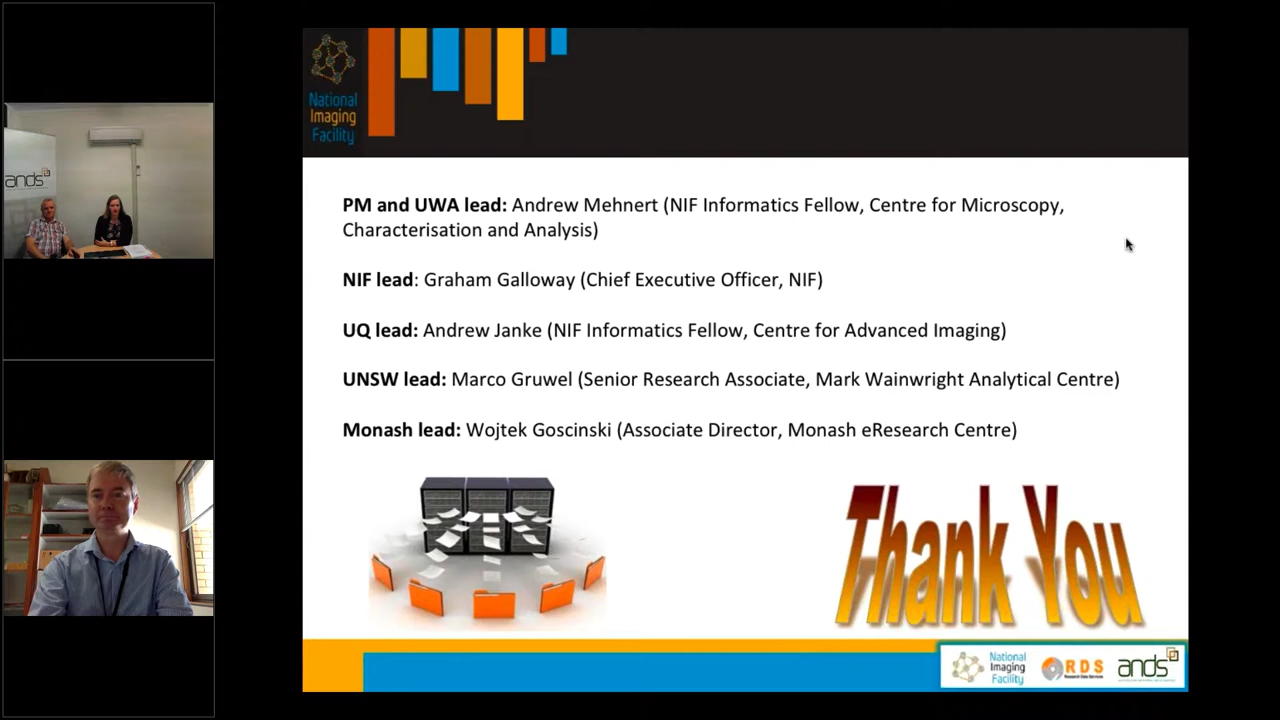 National
Imaging
Facility
ands
PM and UWA lead: Andrew Mehnert (NIF Informatics Fellow, Centre for Microscopy,
Characterisation and Analysis)
NIF lead: Graham Galloway (Chief Executive Officer, NIF)
UQ lead: Andrew Janke (NIF Informatics Fellow, Centre for Advanced Imaging)
UNSW lead: Marco Gruwel (Senior Research Associate, Mark Wainwright Analytical Centre)
Monash lead: Wojtek Goscinski (Associate Director, Monash eResearch Centre)
Thank You
National
Imaging
Facility
RDS
Research Data Services
ands